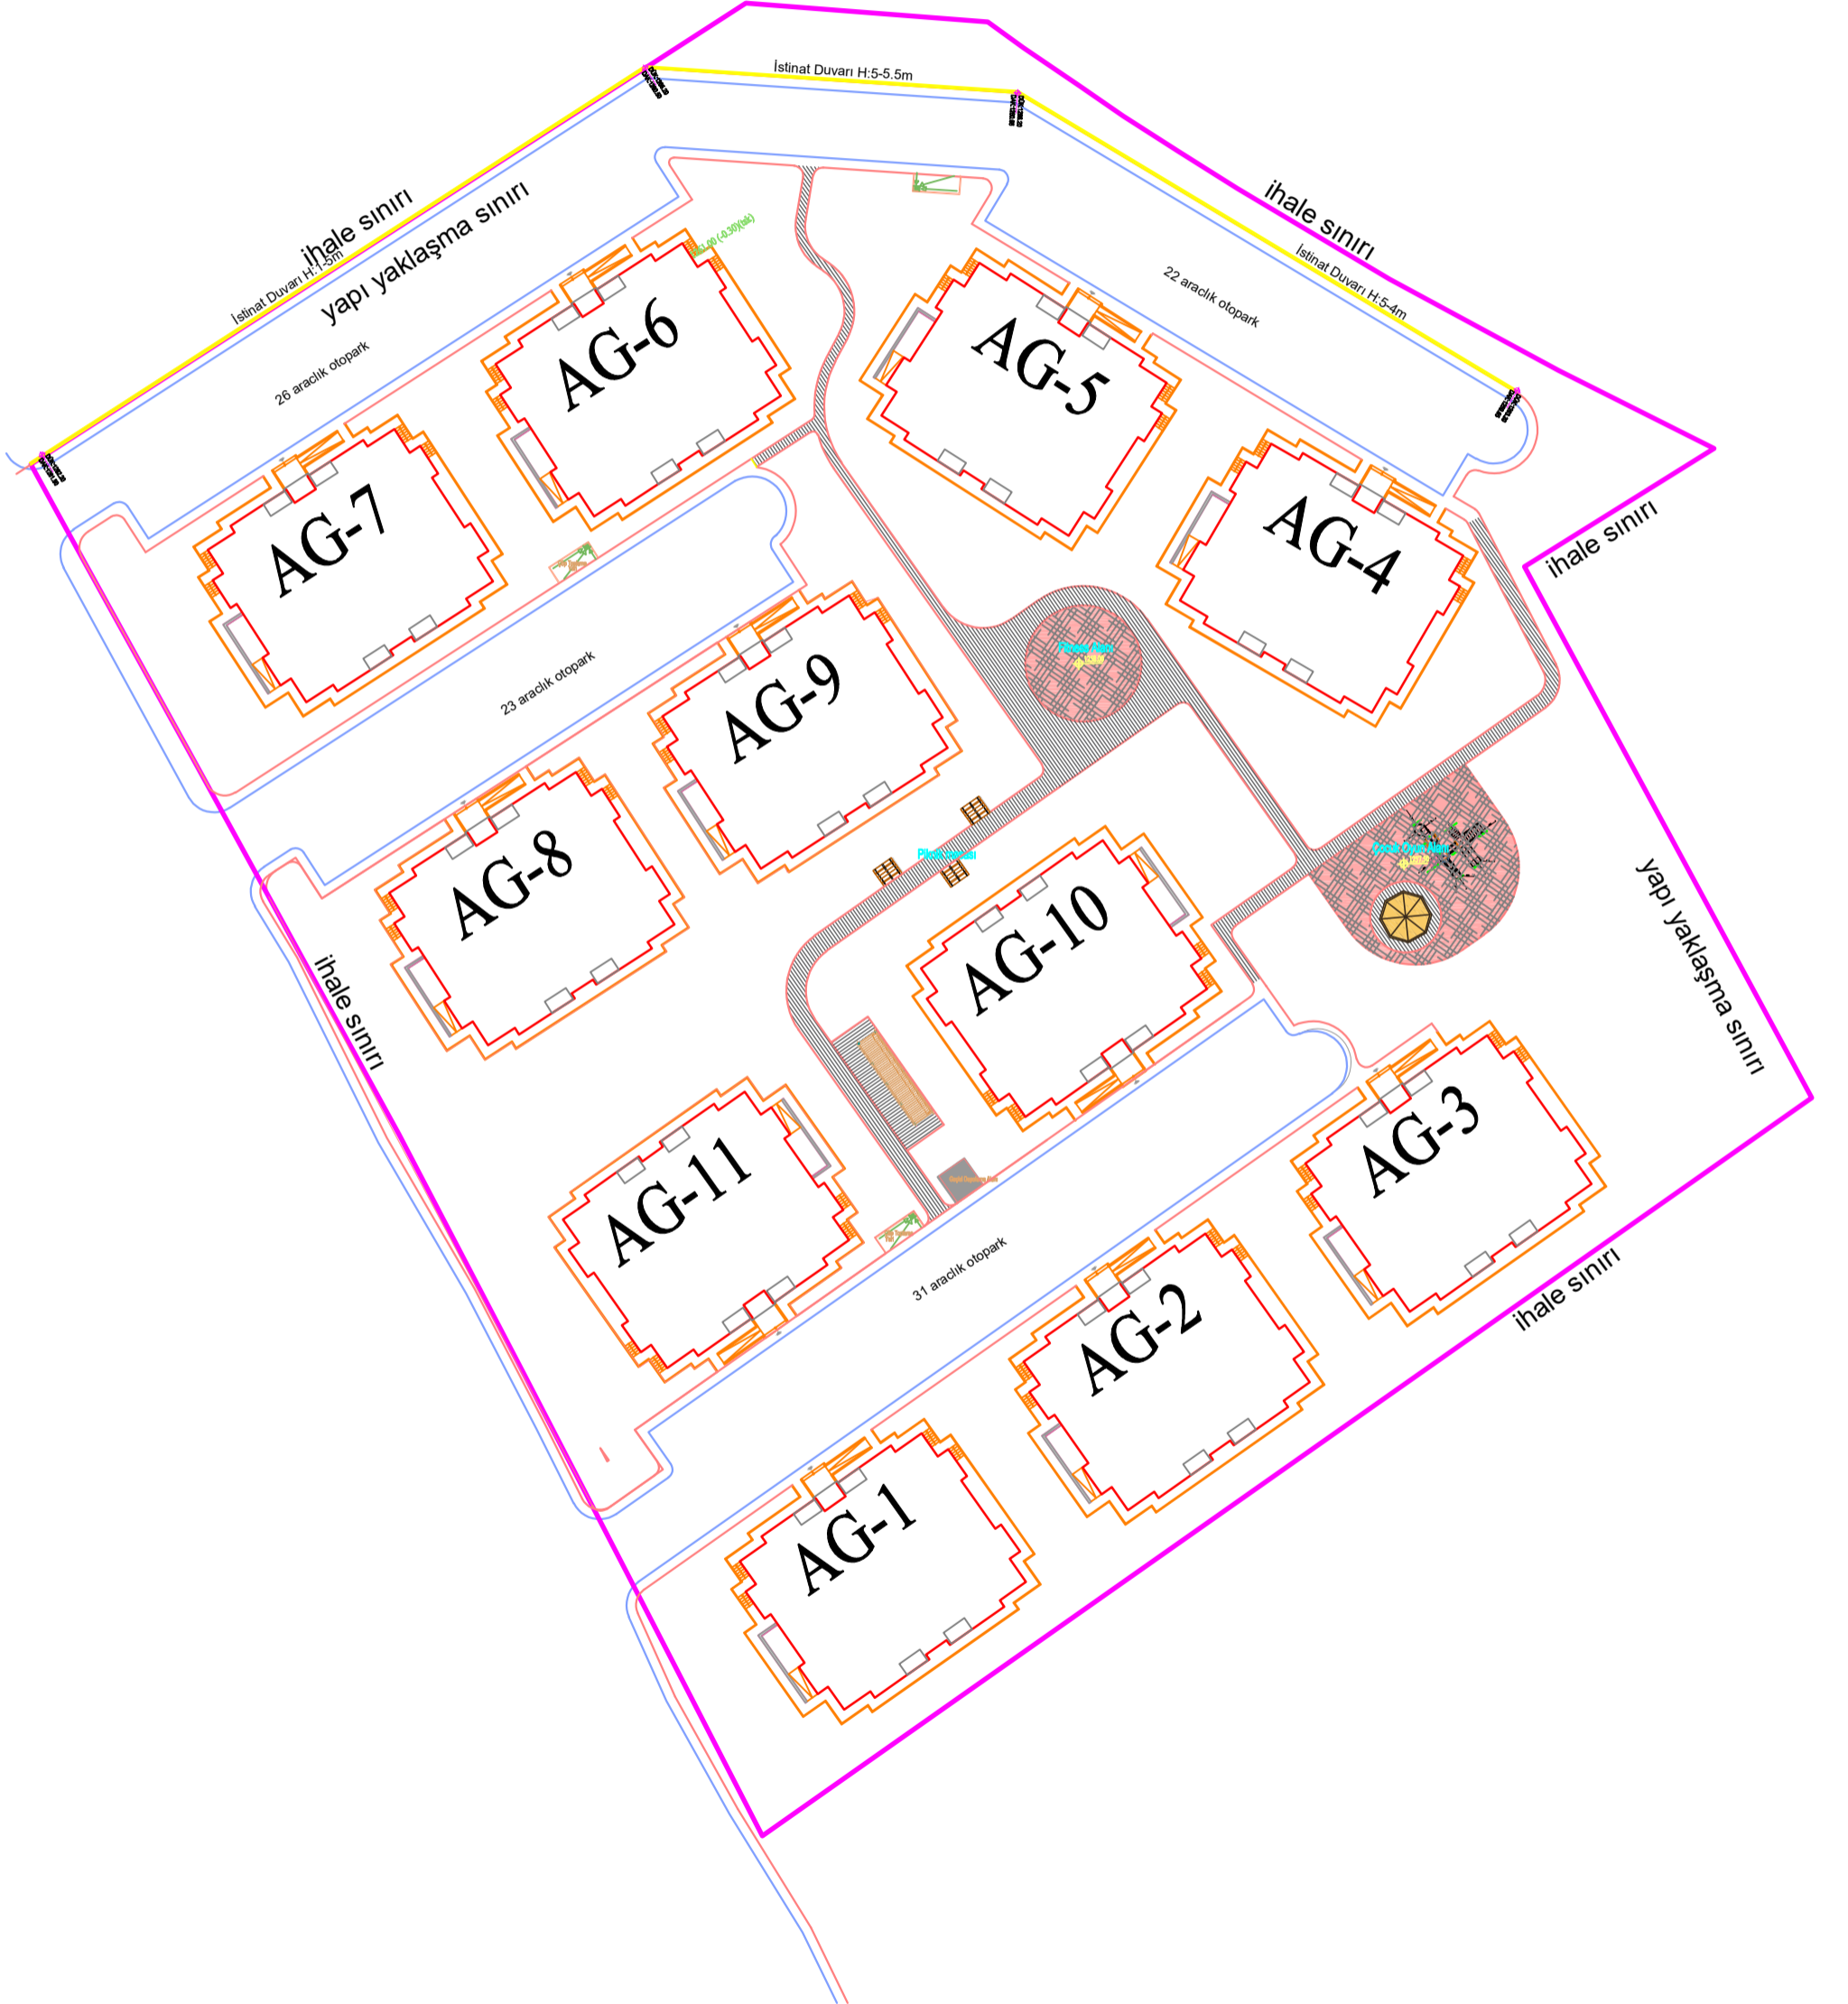 İstinat Duvarı H:5-5.5m
ihale sınırı
İstinat Duvarı H:1-5m
yapı yaklaşma sınırı
ihale sınırı
İstinat Duvarı H:5-4m
22 araclık otopark
26 araclık otopark
AG-6
AG-5
AG-7
AG-4
ihale sınırı
23 araclık otopark
AG-9
AG-8
AG-10
Çocuk Oyun Alanı
yapı yaklaşma sınırı
ihale sınırı
AG-11
AG-3
31 araclık otopark
AG-2
ihale sınırı
AG-1